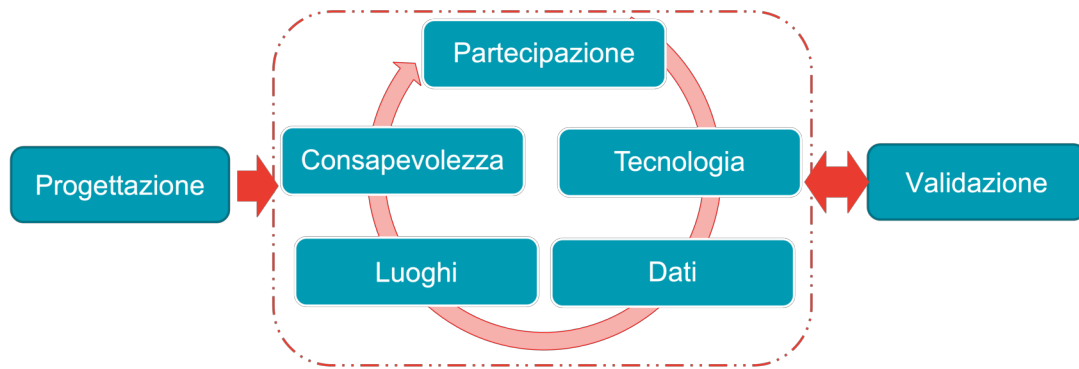 Partecipazione
Consapevolezza
Tecnologia
Progettazione
Validazione
Luoghi
Dati